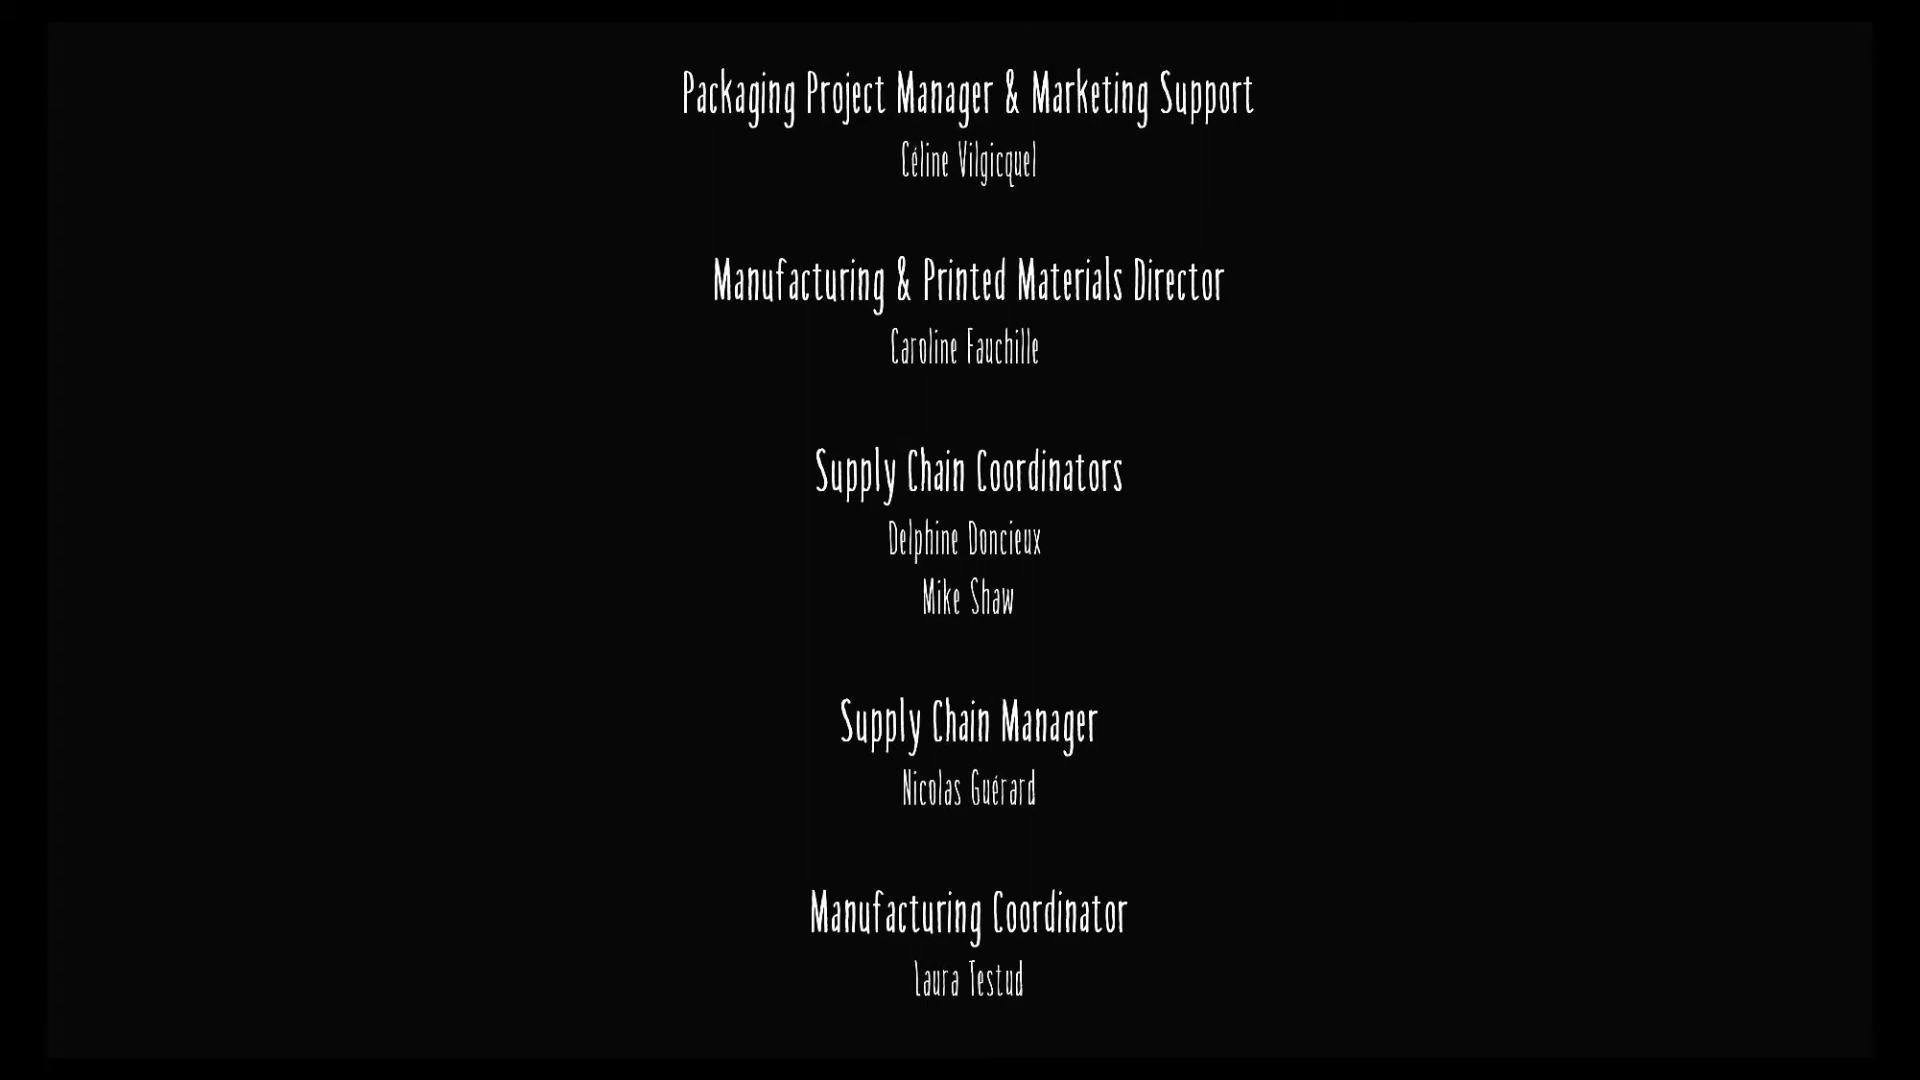 Packaging Project Manager & Marketing Support
Céline Vilgicquel
Manufacturing & Printed Materials Director
Caroline Fauchille
Supply Chain Coordinators
Delphine Doncieux
Mike Shaw
Supply Chain Manager
Nicolas Guérard
Manufacturing Coordinator
Laura Testud